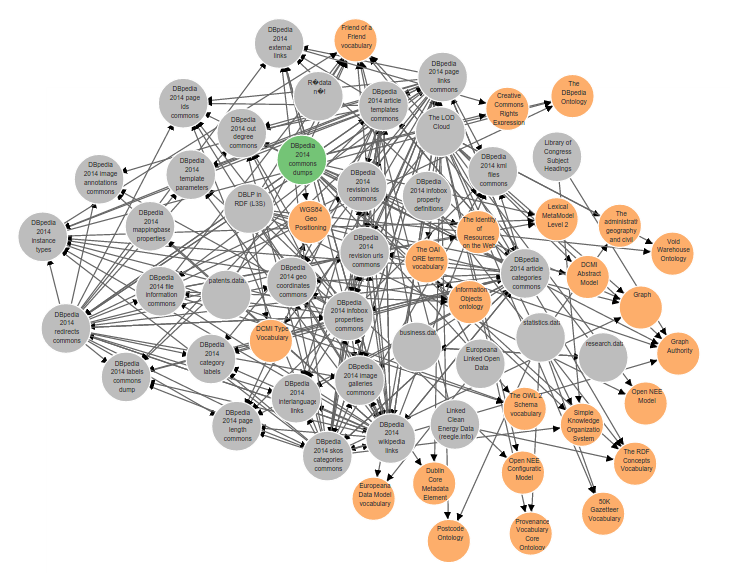 DBpedia
2014
external
links
Friend of a
Friend
vocabulary
DBpedia
2014 page
links
commons
The
DBpedia
Ontology
Creative
Commons
Rights
Expression
R�data
n�!
DBpedia
2014 article
templates
commons
DBpedia
2014 page
ids
commons
The LOD
Cloud
DBpedia
2014 out
degree
commons
DBpedia
2014
commons
dumps
Library of
Congress
Subject
Headings
DBpedia
2014 kml
files
commons
DBpedia
2014 image
annotations
commons
DBpedia
2014
template
parameters
DBpedia
2014
revision ids
commons
DBpedia
2014 infobox
property
definitions
DBLP in
RDF (L3S)
WGS84
Geo
Positioning
Lexical
MetaModel
Level 2
The
administrati
geography
and civil
DBpedia
2014
instance
types
DBpedia
2014
mappingbase
properties
The Identity
of
Resources
on the Web
DBpedia
2014
revision uris
commons
The OAI
ORE terms
vocabulary
Void
Warehouse
Ontology
DBpedia
2014 article
categories
commons
DCMI
Abstract
Model
DBpedia
2014 file
information
commons
patents.data
DBpedia
2014 geo
coordinates
commons
Information
Objects
ontology
Graph
DBpedia
2014
redirects
commons
DCMI Type
Vocabulary
DBpedia
2014 infobox
properties
commons
business.dat
statistics.data
research.data
Graph
Authority
DBpedia
2014
category
labels
DBpedia
2014 labels
commons
dump
DBpedia
2014 image
galleries
commons
Europeana
Linked Open
Data
DBpedia
2014
interlanguage
links
The OWL 2
Schema
vocabulary
Open NEE
Model
DBpedia
2014 page
length
commons
Linked
Clean
Energy Data
(reegle.info)
Simple
Knowledge
Organizatio
System
DBpedia
2014
wikipedia
links
DBpedia
2014 skos
categories
commons
The RDF
Concepts
Vocabulary
Open NEE
Configuratic
Model
Dublin
Core
Metadata
Element
Europeana
Data Model
vocabulary
50K
Gazetteer
Vocabulary
Postcode
Ontology
Provenance
Vocabulary
Core
Ontology